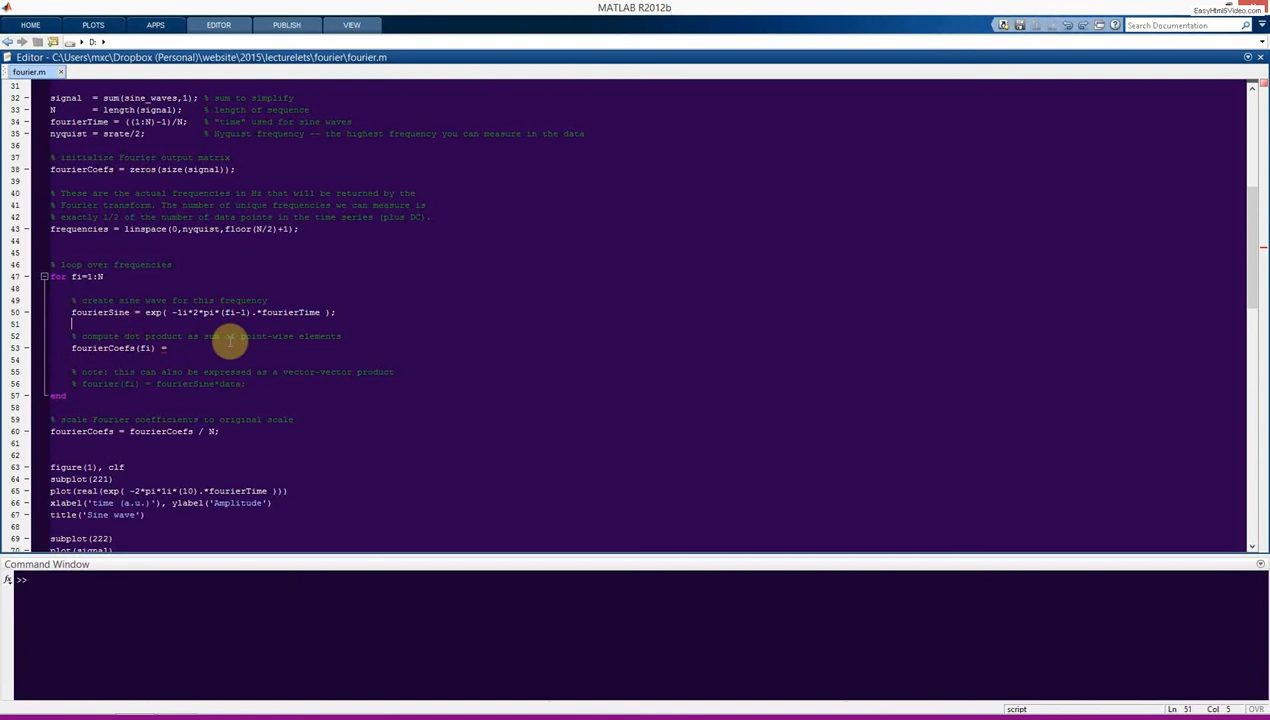 MATLAB R2012b
EasyHtml5Video.com
HOME PLOTS APPS EDITOR PUBLISH VIEW
Search Documentation
D:
Editor - C:\Users\mxc\Dropbox (Personal)\website\2015\lecturelets\fourier\fourier.m
fourier.m
31
32 signal = sum(sine_waves,1); % sum to simplify
33 N = length(signal); % length of sequence
34 fourierTime = ((1:N)-1)/N; % "time" used for sine waves
35 nyquist = srate/2; % Nyquist frequency -- the highest frequency you can measure in the data
36
37 % initialize Fourier output matrix
38 fourierCoefs = zeros(size(signal));
39
40 % These are the actual frequencies in Hz that will be returned by the
41 % Fourier transform. The number of unique frequencies we can measure is
42 % exactly 1/2 of the number of data points in the time series (plus DC).
43 frequencies = linspace(0,nyquist,floor(N/2)+1);
44
45
46 % loop over frequencies
47 for fi=1:N
48
49 % create sine wave for this frequency
50 fourierSine = exp( -1i*2*pi*(fi-1).*fourierTime );
51
52 % compute dot product as sum of point-wise elements
53 fourierCoefs(fi) =
54
55 % note: this can also be expressed as a vector-vector product
56 % fourier(fi) = fourierSine*data;
57 end
58
59 % scale Fourier coefficients to original scale
60 fourierCoefs = fourierCoefs / N;
61
62
63 figure(1), clf
64 subplot(221)
65 plot(real(exp( -2*pi*1i*(10).*fourierTime )))
66 xlabel('time (a.u.)'), ylabel('Amplitude')
67 title('Sine wave')
68
69 subplot(222)
70 plot(signal)
Command Window
fx >>
script Ln 51 Col 5 OVR